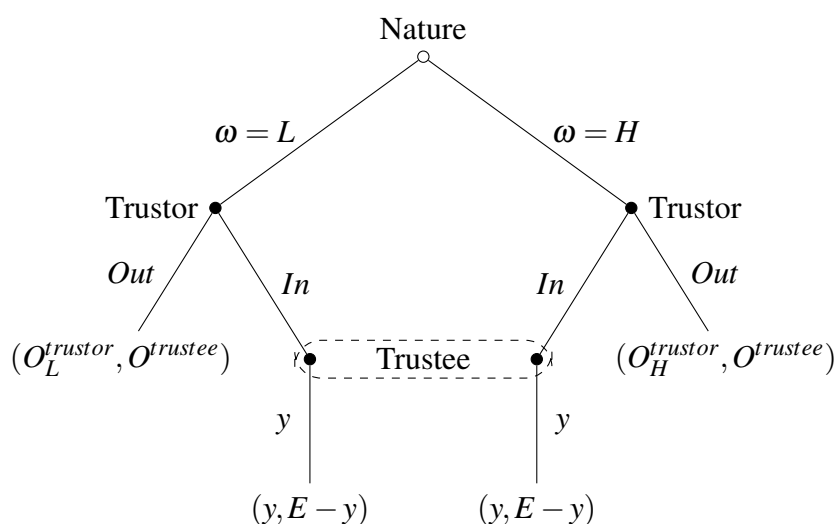 Nature
ω = L
ω = H
Trustor
Trustor
Out
In
In
Out
(O_L^{trustor}, O^{trustee})
Trustee
(O_H^{trustor}, O^{trustee})
y
y
(y, E − y)
(y, E − y)